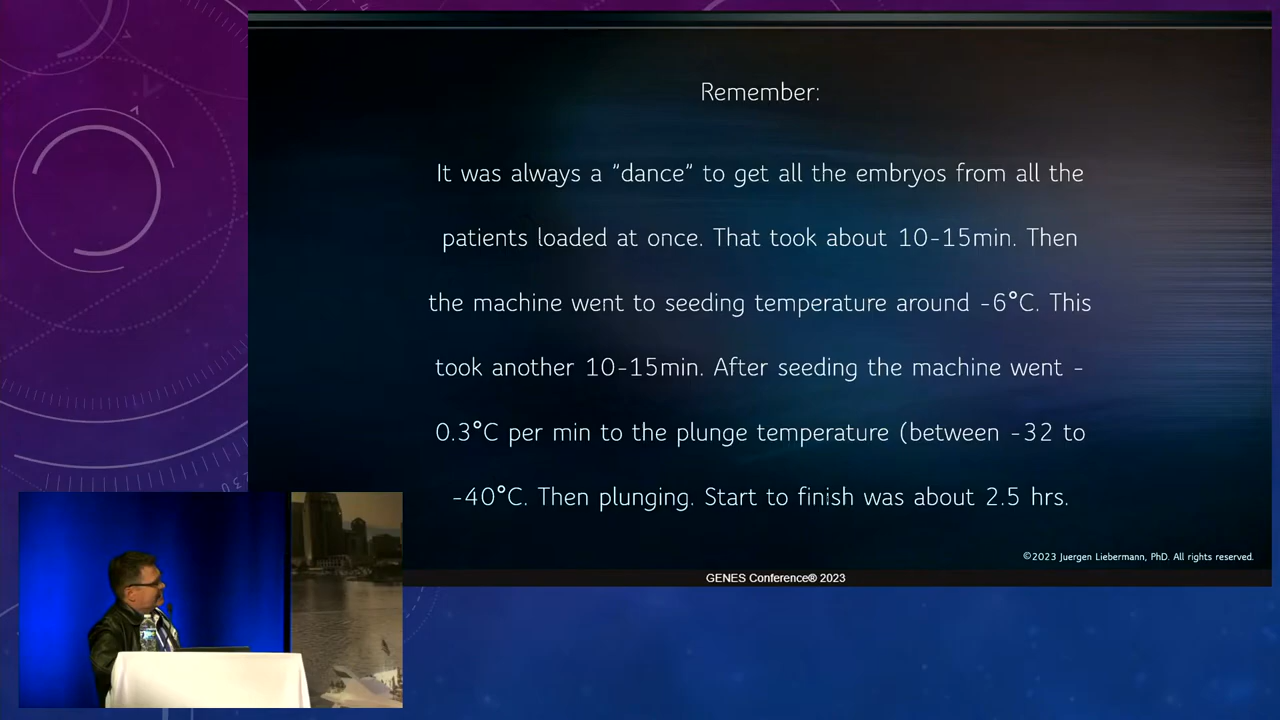 Remember:
It was always a "dance" to get all the embryos from all the
patients loaded at once. That took about 10-15min. Then
the machine went to seeding temperature around -6°C. This
took another 10-15min. After seeding the machine went -
0.3°C per min to the plunge temperature (between -32 to
-40°C. Then plunging. Start to finish was about 2.5 hrs.
©2023 Juergen Liebermann, PhD. All rights reserved.
GENES Conference® 2023